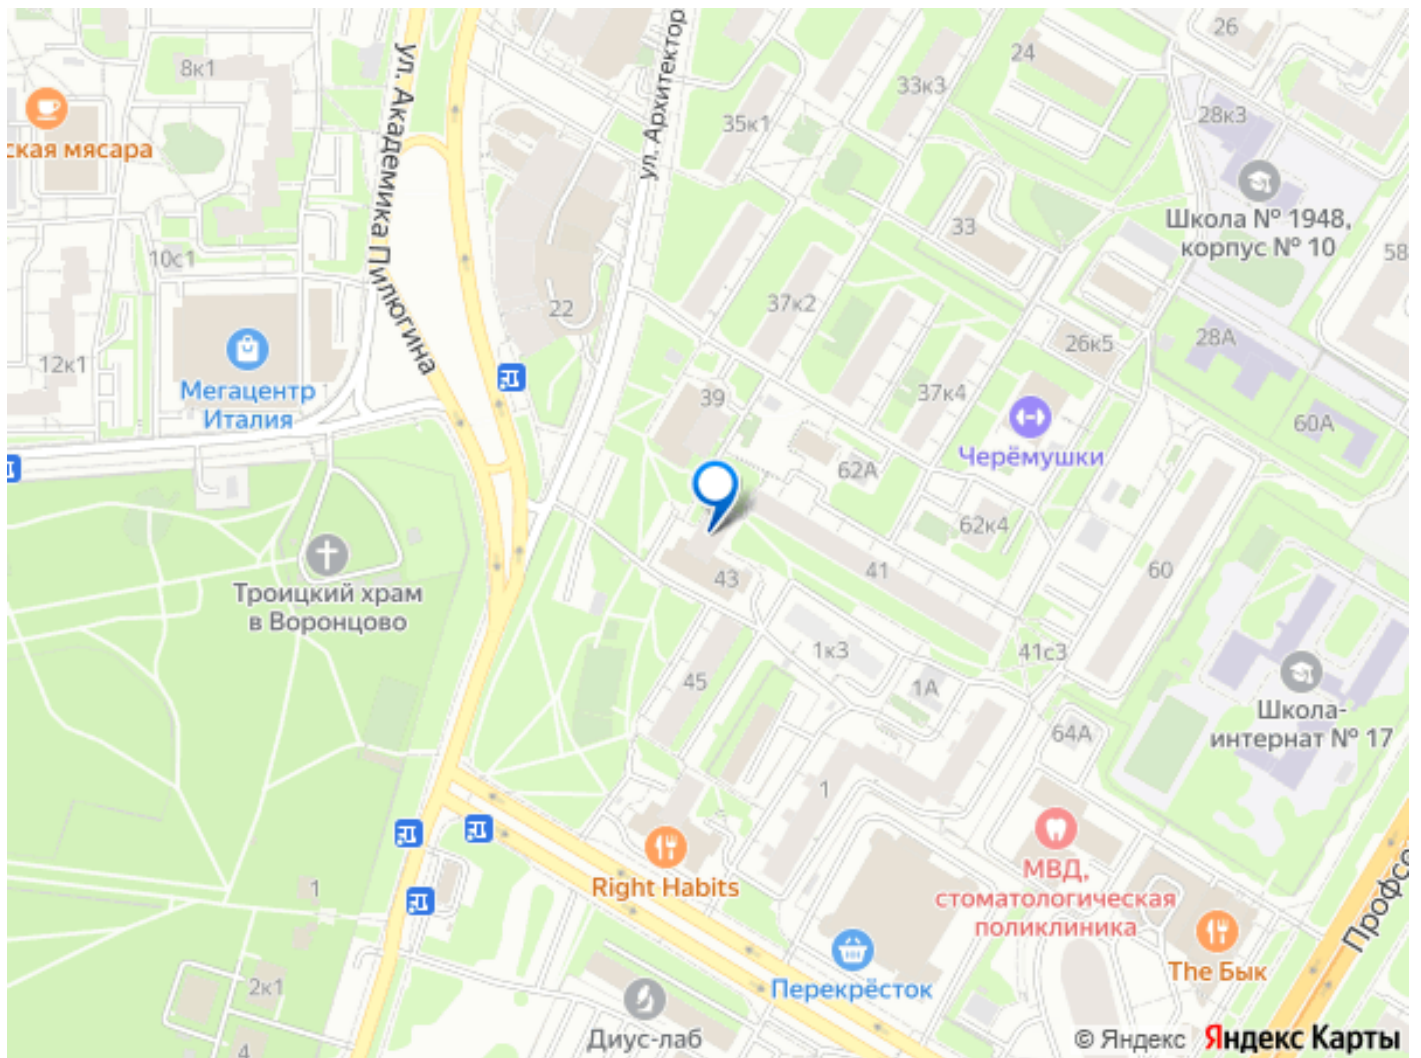 26
8к1
24
ул. Академика Пилюгина
ул. Архитектор
33к3
28к3
35к1
ская мясара
Школа № 1948,
корпус № 10
33
58
10с1
22
37к2
28А
26к5
12к1
Мегацентр
Италия
39
37к4
60А
Черёмушки
62А
62к4
Троицкий храм
в Воронцово
43
41
60
1к3
41с3
45
1А
Школа-
интернат № 17
64А
1
Right Habits
МВД,
стоматологическая
поликлиника
1
Профсо
The Бык
Перекрёсток
2к1
Диус-лаб
4
© Яндекс Яндекс Карты